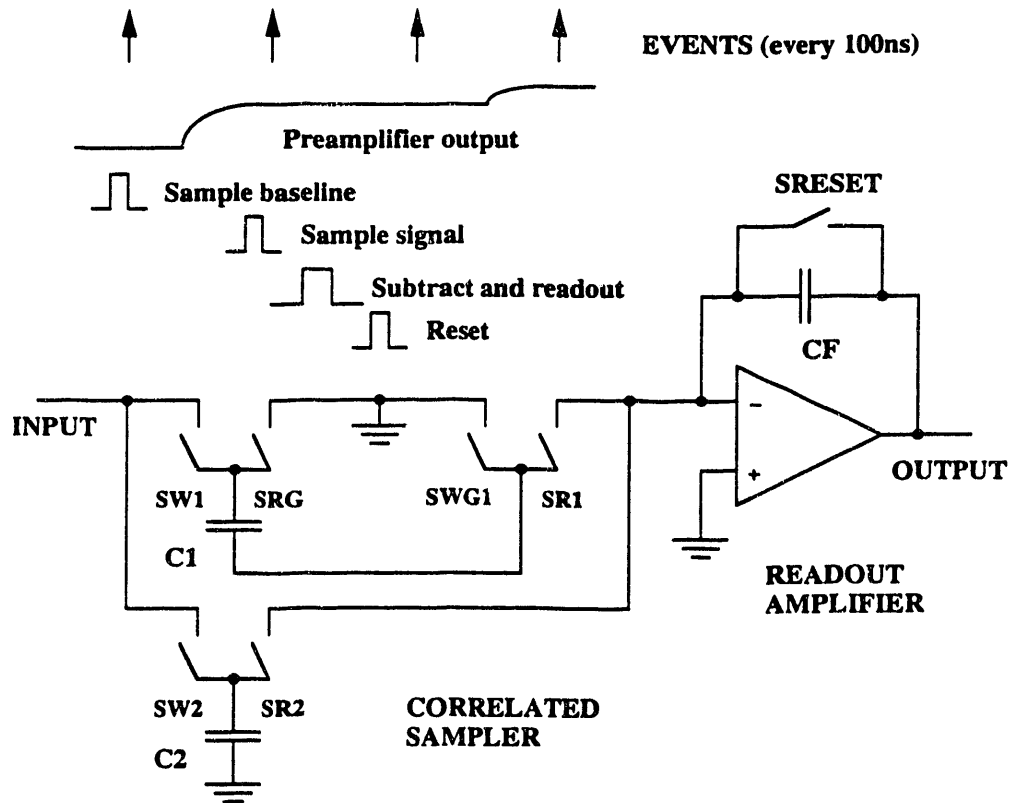 EVENTS (every 100ns)
Preamplifier output
Sample baseline
Sample signal
Subtract and readout
Reset
SRESET
CF
INPUT
SW1
SRG
SWG1
SR1
C1
−
+
OUTPUT
READOUT
AMPLIFIER
SW2
SR2
C2
CORRELATED
SAMPLER